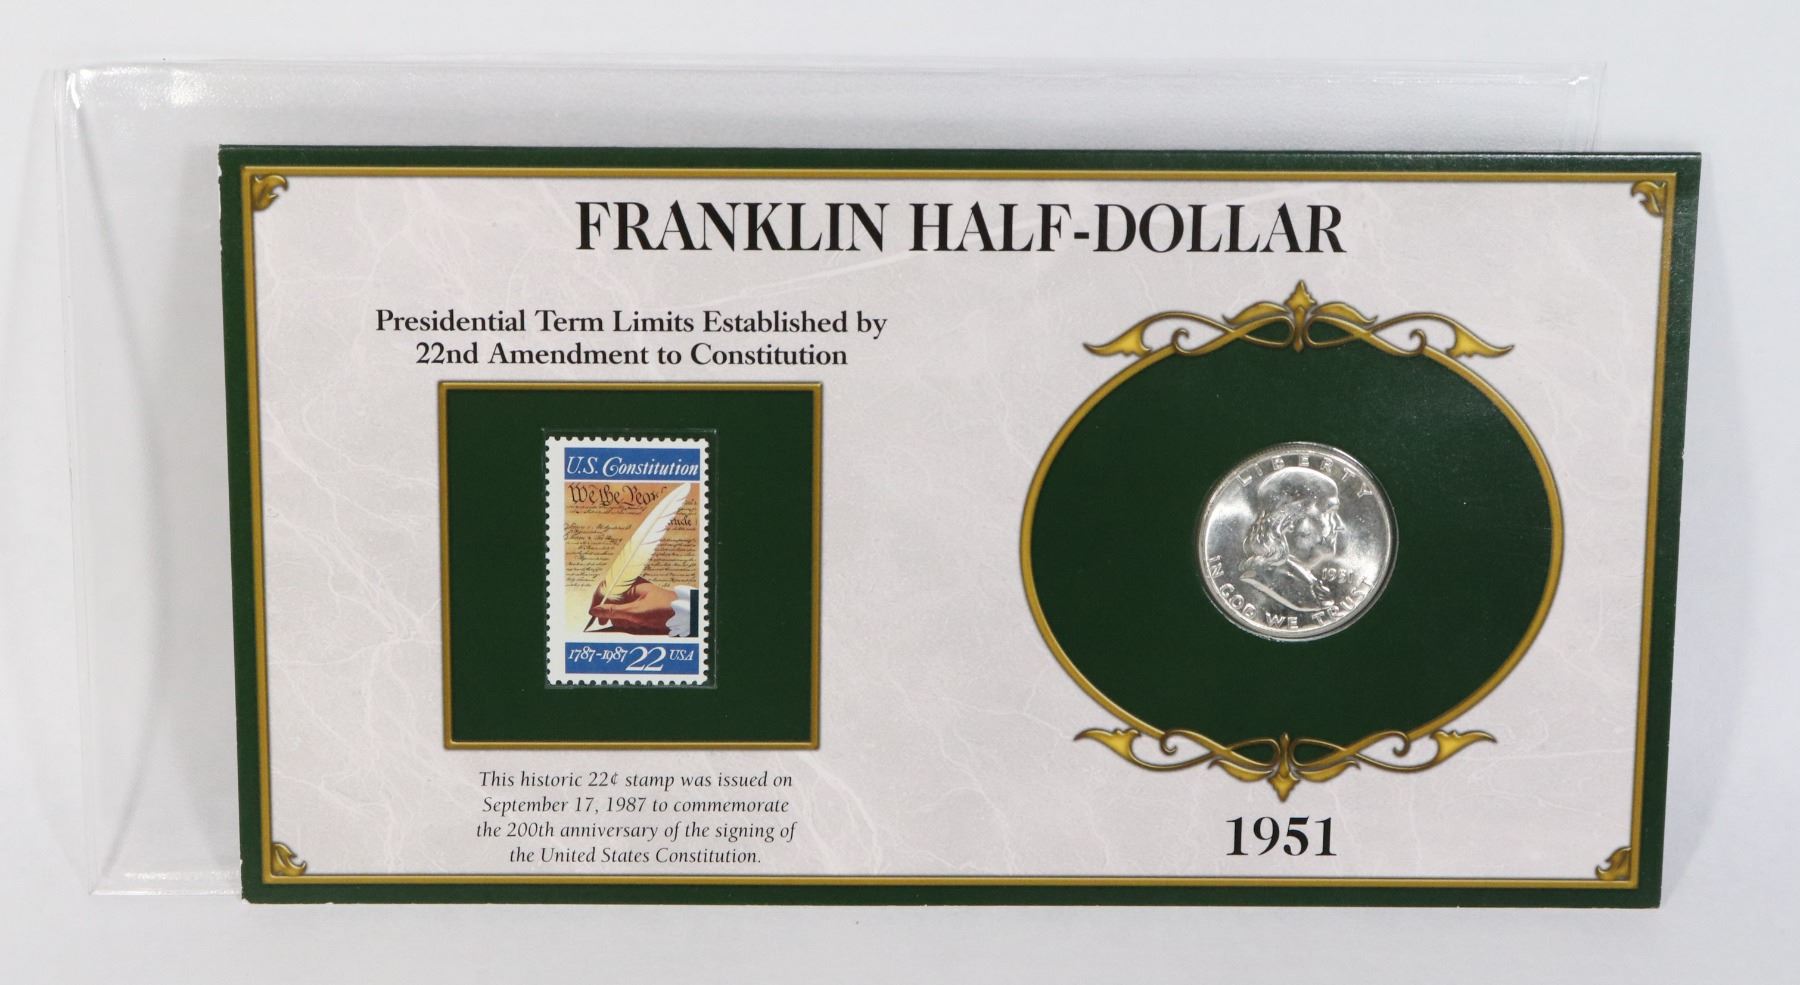 FRANKLIN HALF-DOLLAR
Presidential Term Limits Established by
22nd Amendment to Constitution
U.S. Constitution
We the Peo
rticle
1787-1987 22 USA
This historic 22¢ stamp was issued on
September 17, 1987 to commemorate
the 200th anniversary of the signing of
the United States Constitution.
LIBERTY
1951
IN GOD WE TRUST
1951